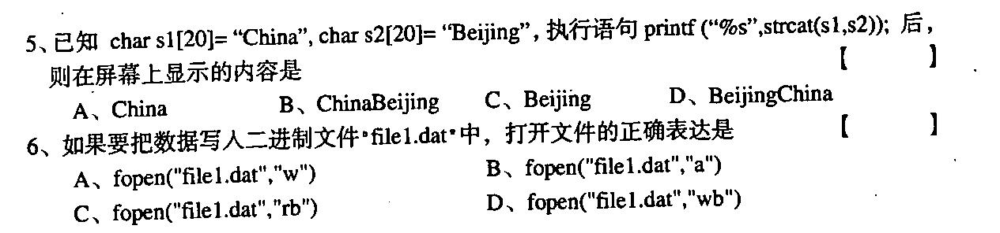 5、已知 char s1[20]= “China”, char s2[20]= “Beijing”, 执行语句 printf (“%s”,strcat(s1,s2)); 后，
则在屏幕上显示的内容是 【 】
A、China B、ChinaBeijing C、Beijing D、BeijingChina
6、如果要把数据写入二进制文件"file1.dat"中，打开文件的正确表达是 【 】
A、fopen("file1.dat","w") B、fopen("file1.dat","a")
C、fopen("file1.dat","rb") D、fopen("file1.dat","wb")